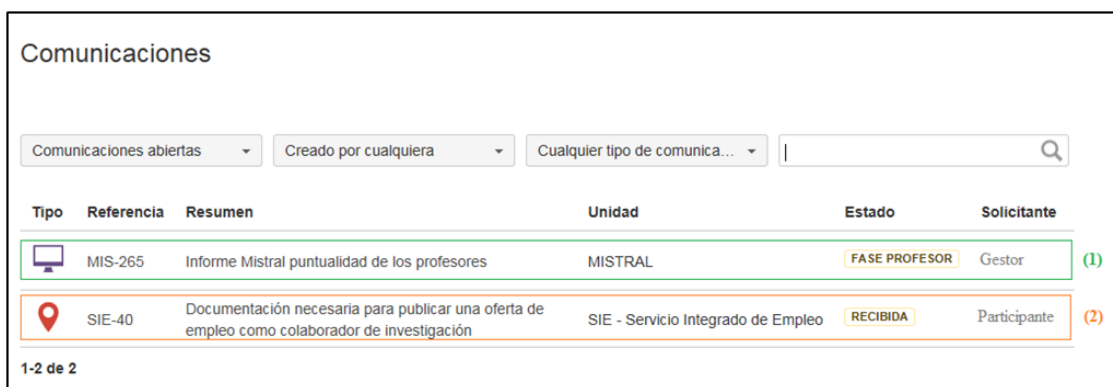 Comunicaciones
Comunicaciones abiertas Creado por cualquiera Cualquier tipo de comunica...
Tipo Referencia Resumen Unidad Estado Solicitante
MIS-265 Informe Mistral puntualidad de los profesores MISTRAL FASE PROFESOR Gestor (1)
SIE-40 Documentación necesaria para publicar una oferta de
empleo como colaborador de investigación SIE - Servicio Integrado de Empleo RECIBIDA Participante (2)
1-2 de 2